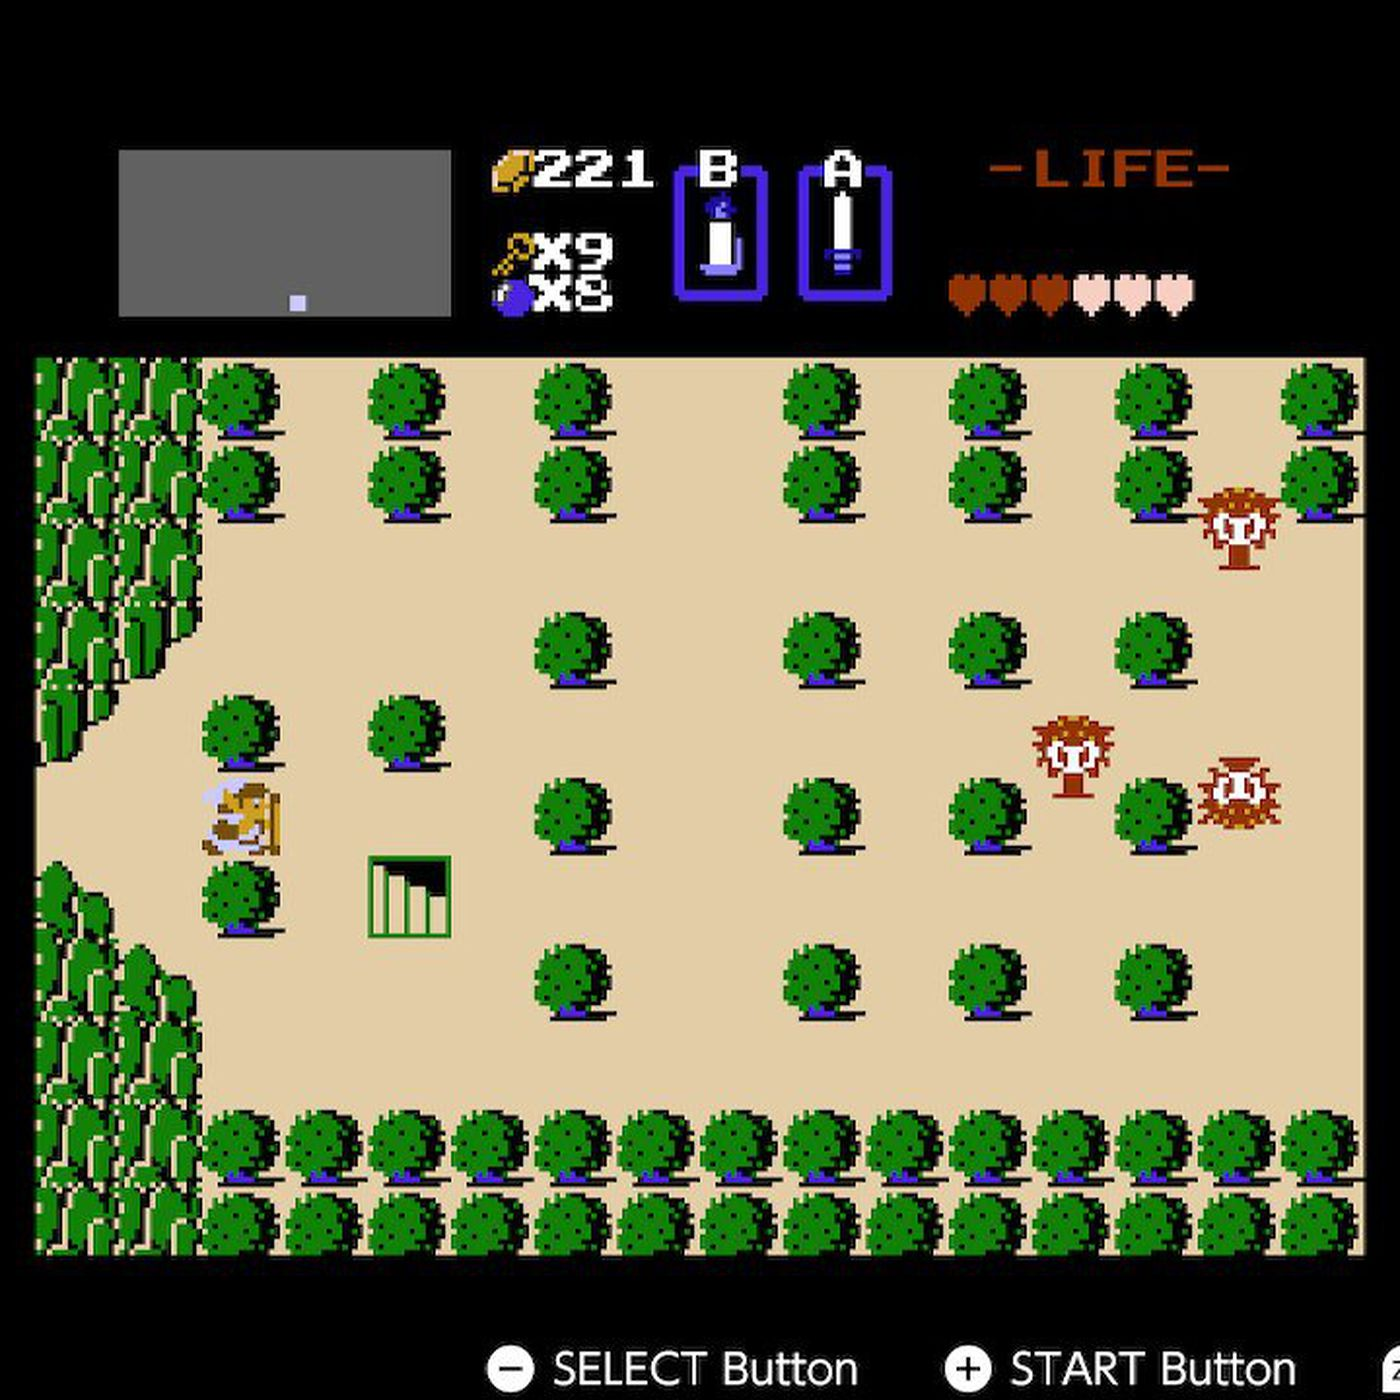 221 B A -LIFE-
X9
X8
SELECT Button START Button